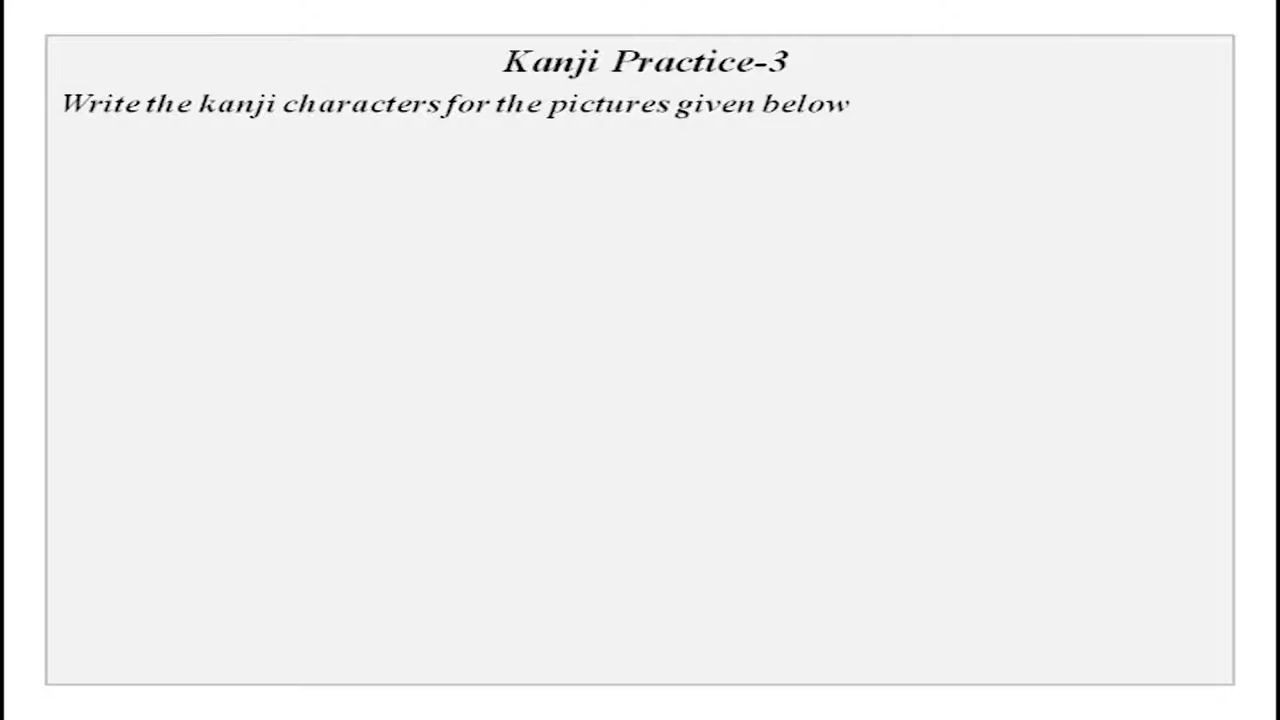 Kanji Practice-3
Write the kanji characters for the pictures given below